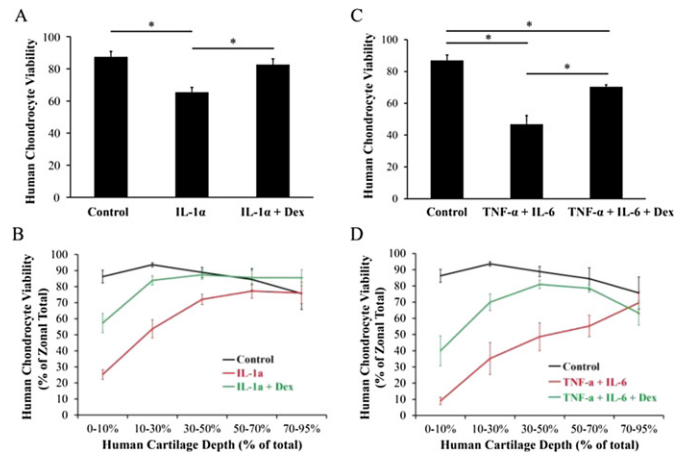 A
Human Chondrocyte Viability
100
80
60
40
20
0
*
*
Control
IL-1α
IL-1α + Dex
C
Human Chondrocyte Viability
100
80
60
40
20
0
*
*
*
Control
TNF-α + IL-6
TNF-α + IL-6 + Dex
B
Human Chondrocyte Viability
(% of Zonal Total)
100
90
80
70
60
50
40
30
20
10
0
Control
IL-1a
IL-1a + Dex
0-10%
10-30%
30-50%
50-70%
70-95%
Human Cartilage Depth (% of total)
D
Human Chondrocyte Viability
(% of Zonal Total)
100
90
80
70
60
50
40
30
20
10
0
Control
TNF-a + IL-6
TNF-a + IL-6 + Dex
0-10%
10-30%
30-50%
50-70%
70-95%
Human Cartilage Depth (% of total)